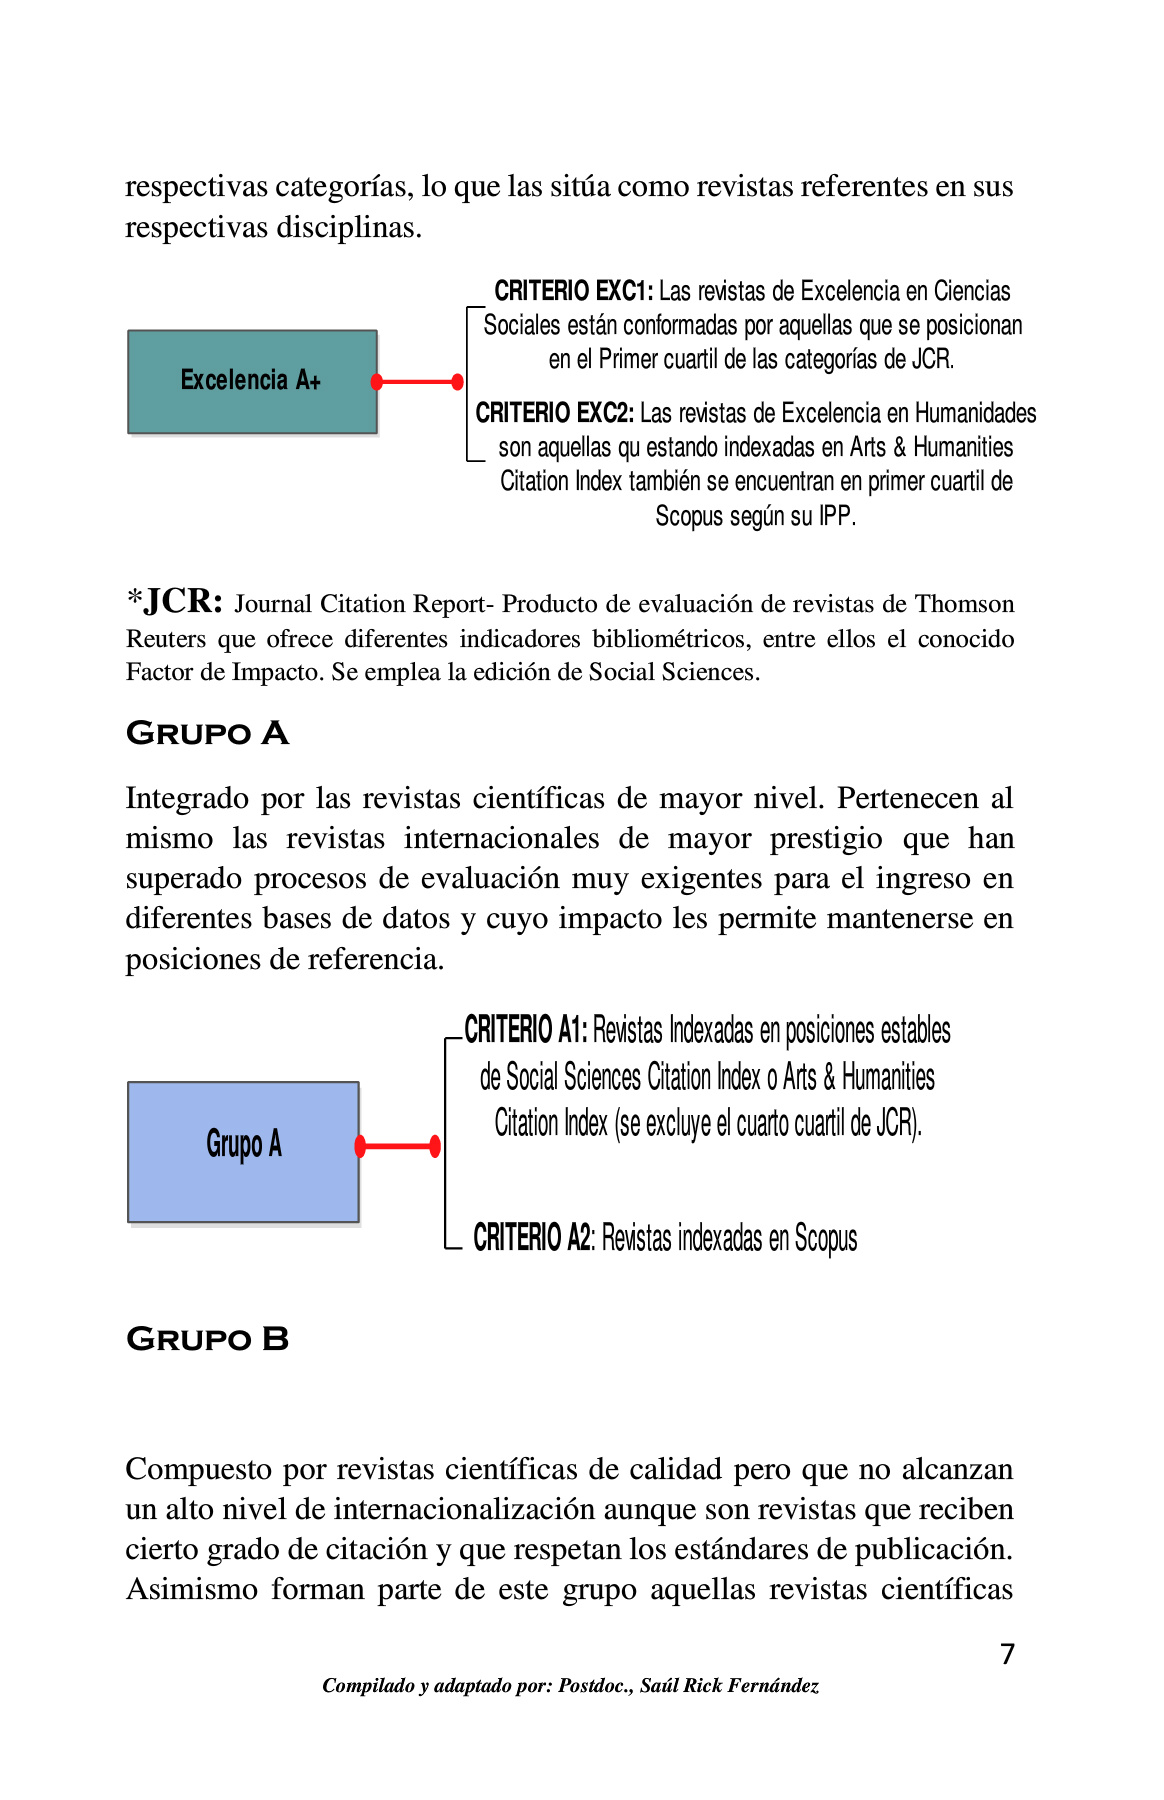 respectivas categorías, lo que las sitúa como revistas referentes en sus
respectivas disciplinas.
Excelencia A+
CRITERIO EXC1: Las revistas de Excelencia en Ciencias
Sociales están conformadas por aquellas que se posicionan
en el Primer cuartil de las categorías de JCR.
CRITERIO EXC2: Las revistas de Excelencia en Humanidades
son aquellas qu estando indexadas en Arts & Humanities
Citation Index también se encuentran en primer cuartil de
Scopus según su IPP.
*JCR: Journal Citation Report- Producto de evaluación de revistas de Thomson
Reuters que ofrece diferentes indicadores bibliométricos, entre ellos el conocido
Factor de Impacto. Se emplea la edición de Social Sciences.
Grupo A
Integrado por las revistas científicas de mayor nivel. Pertenecen al
mismo las revistas internacionales de mayor prestigio que han
superado procesos de evaluación muy exigentes para el ingreso en
diferentes bases de datos y cuyo impacto les permite mantenerse en
posiciones de referencia.
Grupo A
CRITERIO A1: Revistas Indexadas en posiciones estables
de Social Sciences Citation Index o Arts & Humanities
Citation Index (se excluye el cuarto cuartil de JCR).
CRITERIO A2: Revistas indexadas en Scopus
Grupo B
Compuesto por revistas científicas de calidad pero que no alcanzan
un alto nivel de internacionalización aunque son revistas que reciben
cierto grado de citación y que respetan los estándares de publicación.
Asimismo forman parte de este grupo aquellas revistas científicas
7
Compilado y adaptado por: Postdoc., Saúl Rick Fernández